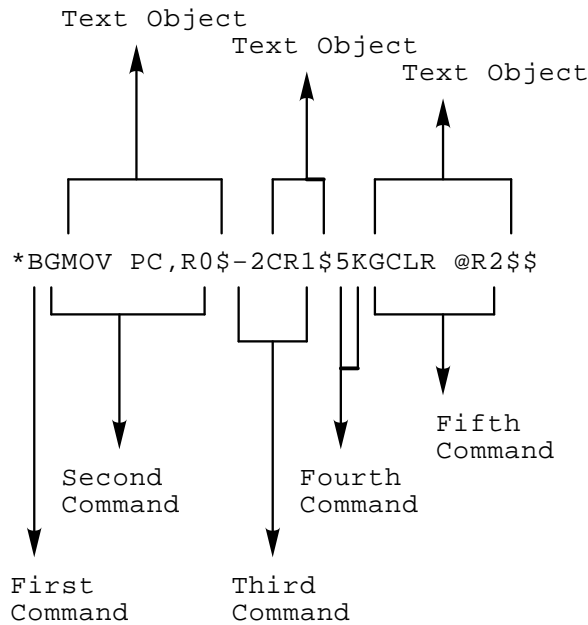 Text Object
Text Object
Text Object
*BGMOV PC,R0$-2CR1$5KGCLR @R2$$
Fifth
Command
Second
Command
Fourth
Command
First
Command
Third
Command